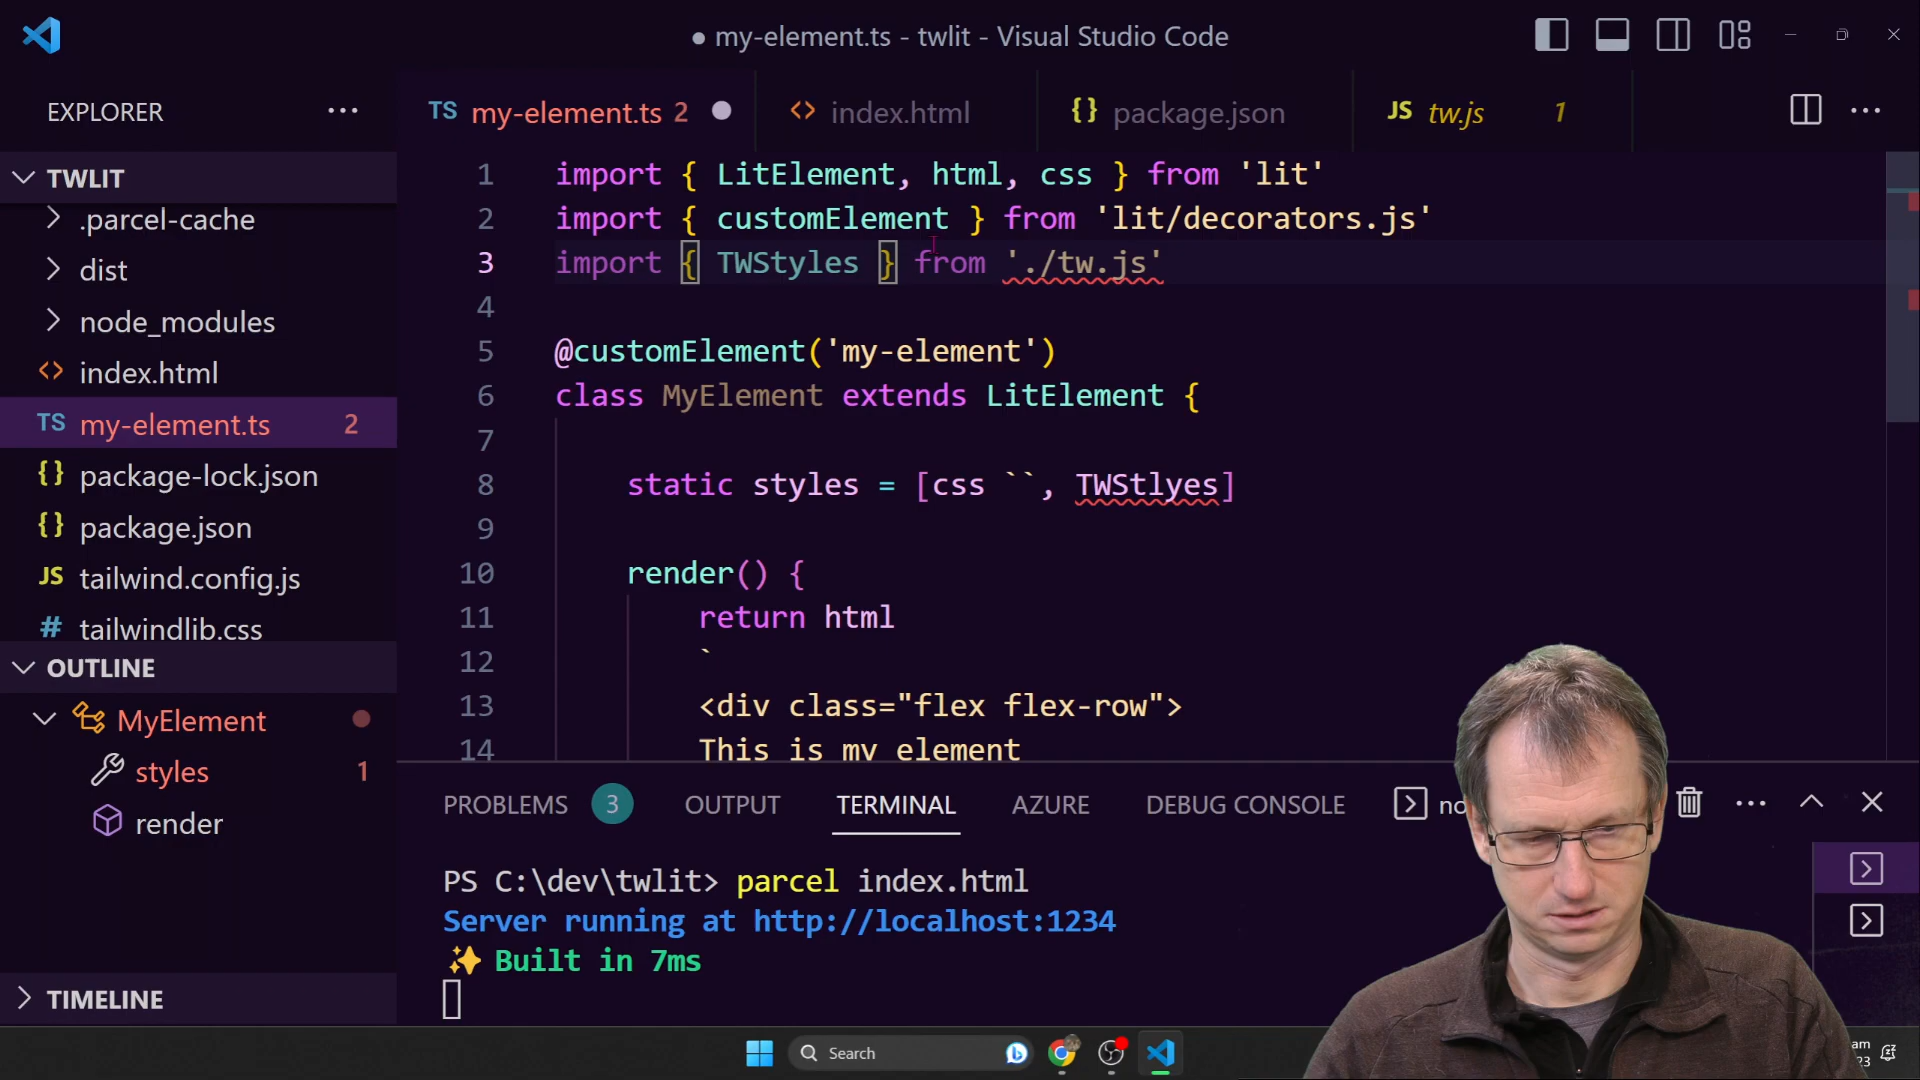 ● my-element.ts - twlit - Visual Studio Code
EXPLORER
TS my-element.ts 2
<> index.html
{} package.json
JS tw.js 1
TWLIT
.parcel-cache
dist
node_modules
<> index.html
TS my-element.ts 2
{} package-lock.json
{} package.json
JS tailwind.config.js
# tailwindlib.css
OUTLINE
MyElement
styles 1
render
TIMELINE
1 import { LitElement, html, css } from 'lit'
2 import { customElement } from 'lit/decorators.js'
3 import { TWStyles } from './tw.js'
4
5 @customElement('my-element')
6 class MyElement extends LitElement {
7
8 static styles = [css ``, TWStlyes]
9
10 render() {
11 return html
12 `
13 <div class="flex flex-row">
14 This is my element
PROBLEMS 3 OUTPUT TERMINAL AZURE DEBUG CONSOLE
PS C:\dev\twlit> parcel index.html
Server running at http://localhost:1234
✨ Built in 7ms
Search